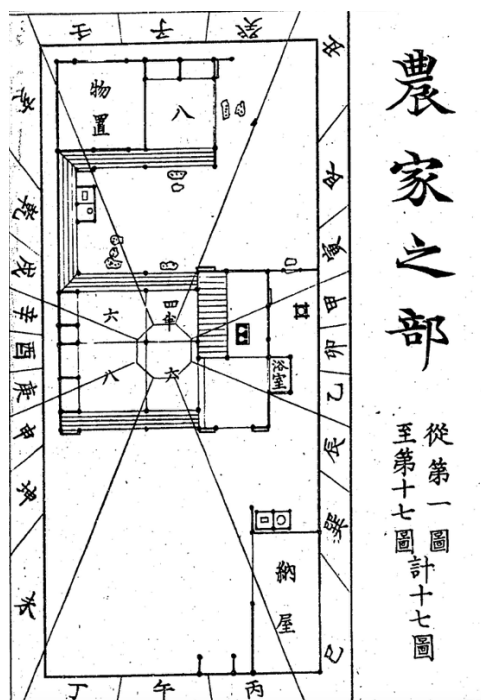 農家之部
從第一圖
至第十七圖
計十七圖
壬
子
癸
丑
艮
寅
甲
卯
乙
辰
巽
巳
丙
午
丁
未
坤
申
庚
酉
辛
戌
乾
亥
物置
八
六
四半
八
六
浴室
納屋